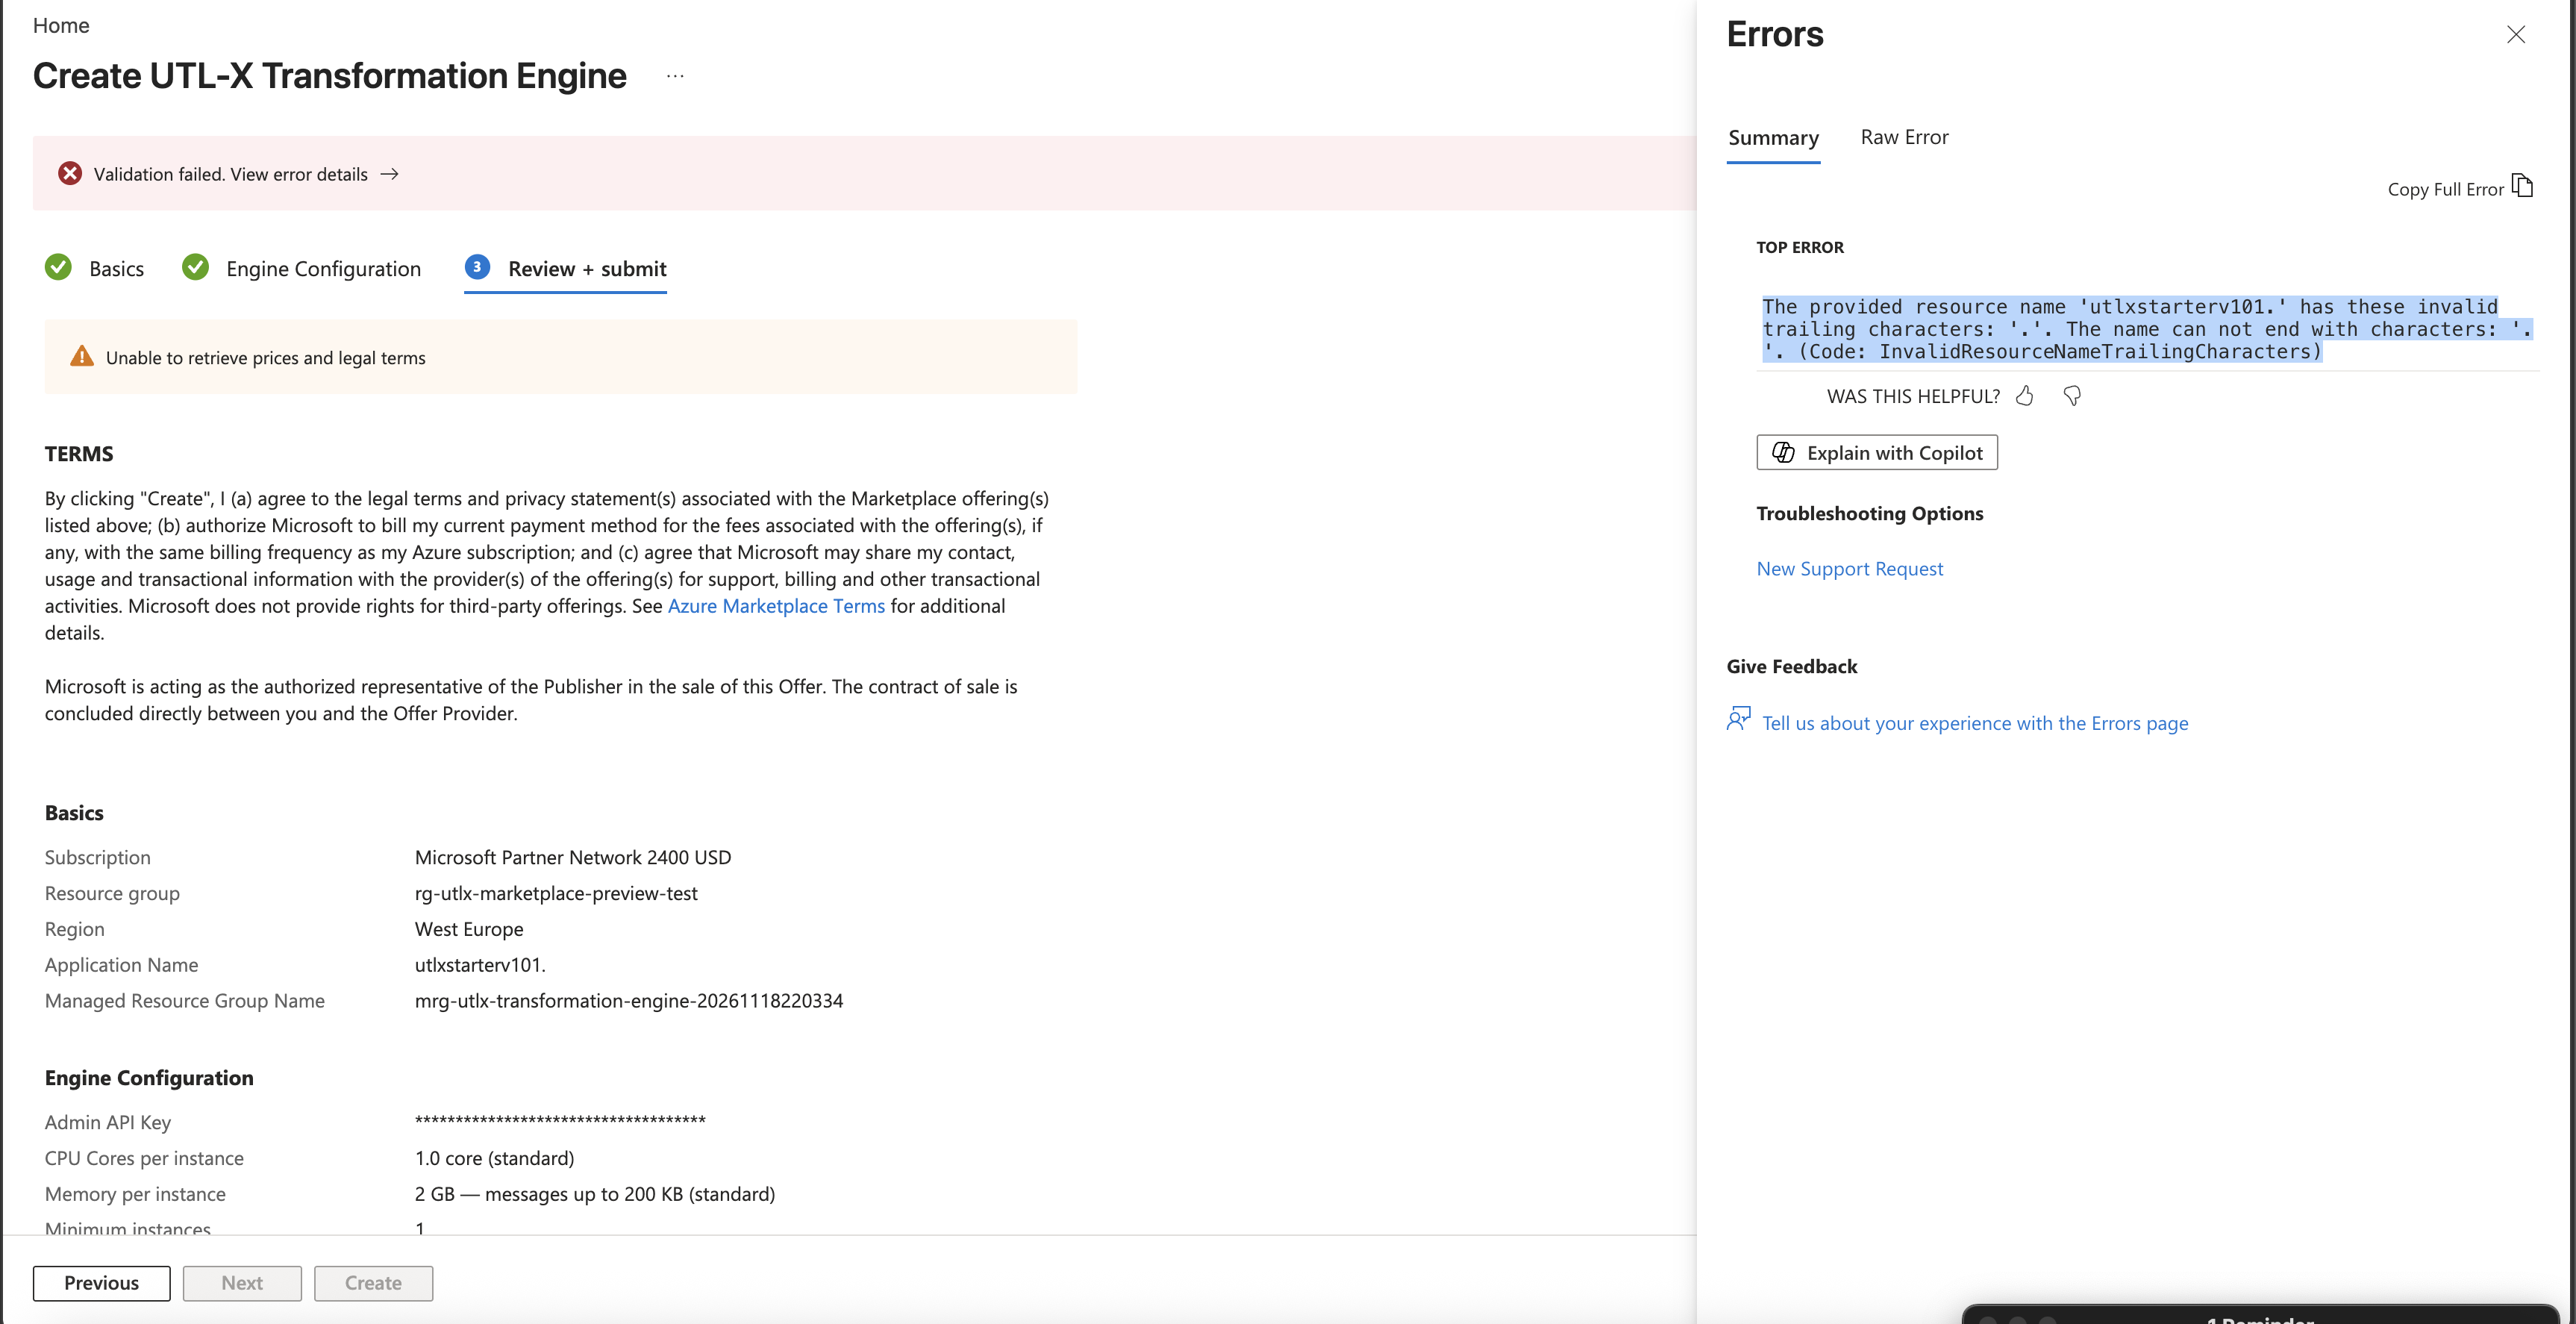 Home
Create UTL-X Transformation Engine ...
Validation failed. View error details →
Basics
Engine Configuration
3 Review + submit
Unable to retrieve prices and legal terms
TERMS
By clicking "Create", I (a) agree to the legal terms and privacy statement(s) associated with the Marketplace offering(s)
listed above; (b) authorize Microsoft to bill my current payment method for the fees associated with the offering(s), if
any, with the same billing frequency as my Azure subscription; and (c) agree that Microsoft may share my contact,
usage and transactional information with the provider(s) of the offering(s) for support, billing and other transactional
activities. Microsoft does not provide rights for third-party offerings. See Azure Marketplace Terms for additional
details.
Microsoft is acting as the authorized representative of the Publisher in the sale of this Offer. The contract of sale is
concluded directly between you and the Offer Provider.
Basics
Subscription Microsoft Partner Network 2400 USD
Resource group rg-utlx-marketplace-preview-test
Region West Europe
Application Name utlxstarterv101.
Managed Resource Group Name mrg-utlx-transformation-engine-20261118220334
Engine Configuration
Admin API Key ************************************
CPU Cores per instance 1.0 core (standard)
Memory per instance 2 GB — messages up to 200 KB (standard)
Minimum instances 1
Previous
Next
Create
Errors
Summary
Raw Error
Copy Full Error
TOP ERROR
The provided resource name 'utlxstarterv101.' has these invalid
trailing characters: '.'. The name can not end with characters: '.
'. (Code: InvalidResourceNameTrailingCharacters)
WAS THIS HELPFUL?
Explain with Copilot
Troubleshooting Options
New Support Request
Give Feedback
Tell us about your experience with the Errors page
1 Reminder